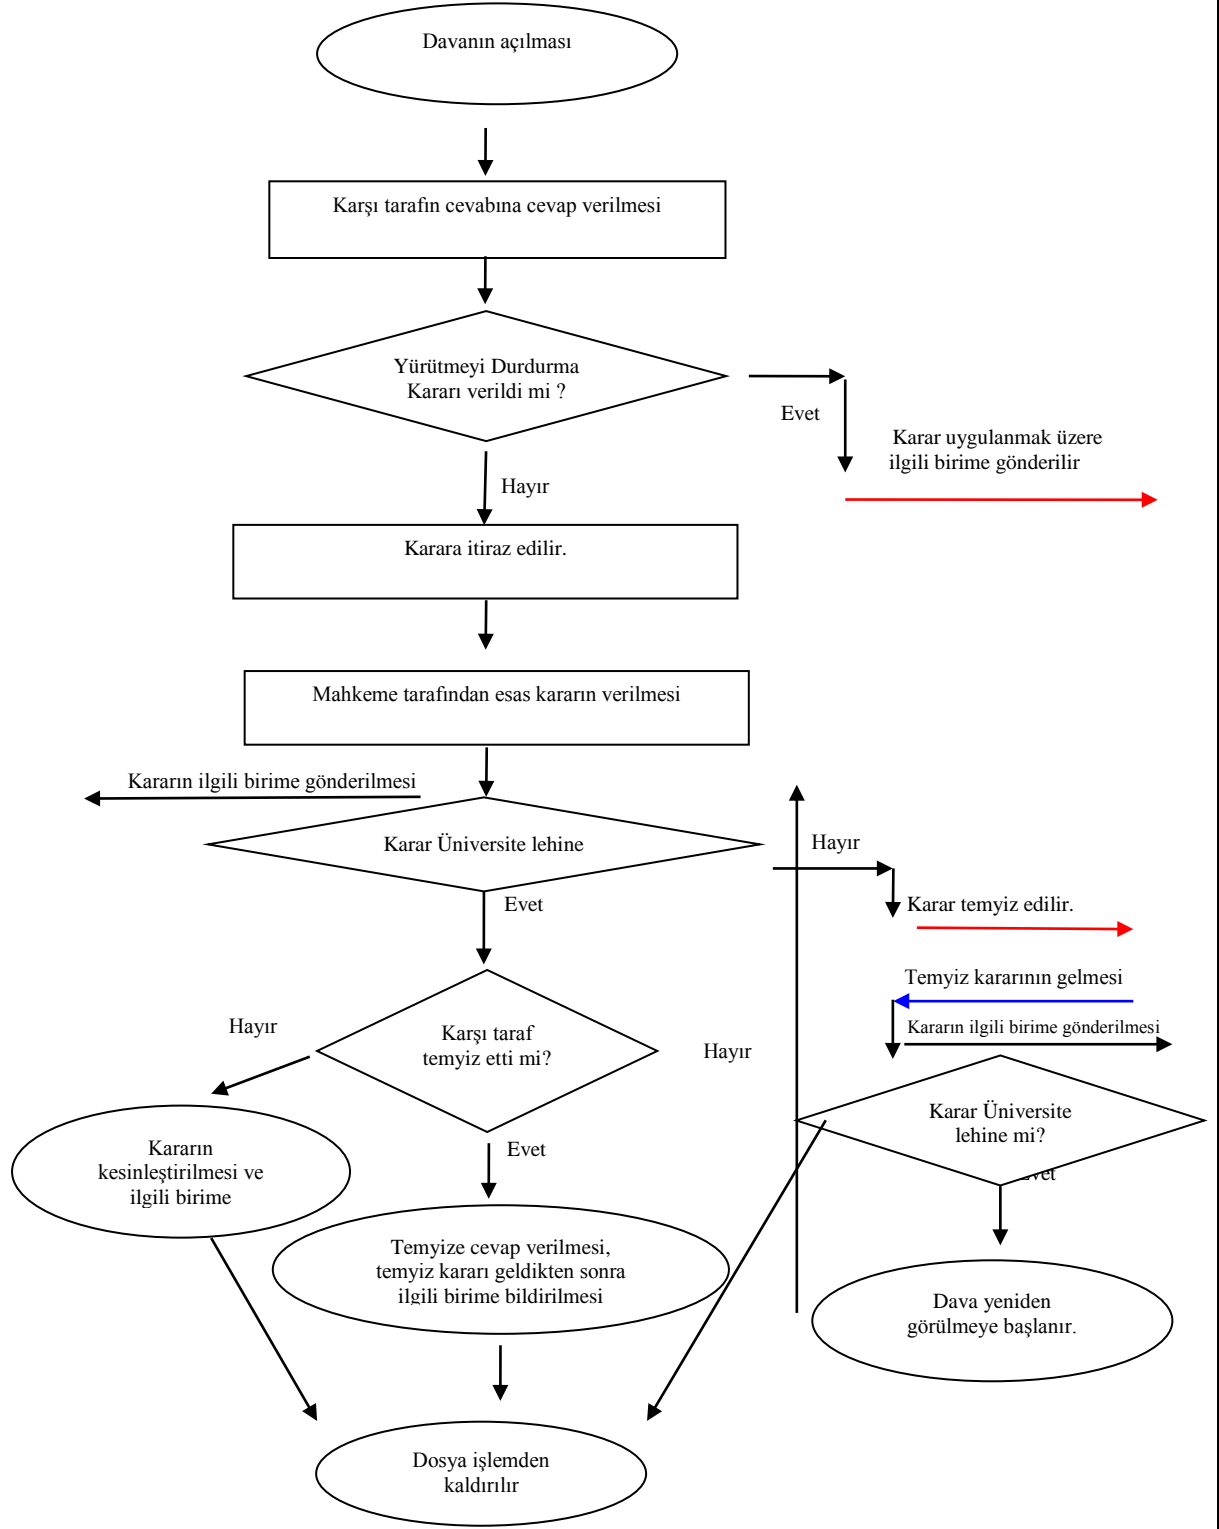 Davanın açılması
Karşı tarafın cevabına cevap verilmesi
Yürütmeyi Durdurma
Kararı verildi mi ?
Evet
Karar uygulanmak üzere
ilgili birime gönderilir
Hayır
Karara itiraz edilir.
Mahkeme tarafından esas kararın verilmesi
Kararın ilgili birime gönderilmesi
Karar Üniversite lehine
Hayır
Evet
Karar temyiz edilir.
Temyiz kararının gelmesi
Kararın ilgili birime gönderilmesi
Hayır
Karşı taraf
temyiz etti mi?
Hayır
Karar Üniversite
lehine mi?
Kararın
kesinleştirilmesi ve
ilgili birime
Evet
Evet
Temyize cevap verilmesi,
temyiz kararı geldikten sonra
ilgili birime bildirilmesi
Dava yeniden
görülmeye başlanır.
Dosya işlemden
kaldırılır